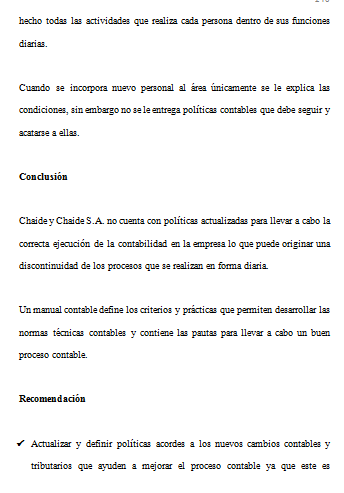 hecho todas las actividades que realiza cada persona dentro de sus funciones
diarias.
Cuando se incorpora nuevo personal al área únicamente se le explica las
condiciones, sin embargo no se le entrega políticas contables que debe seguir y
acatarse a ellas.
Conclusión
Chaide y Chaide S.A. no cuenta con políticas actualizadas para llevar a cabo la
correcta ejecución de la contabilidad en la empresa lo que puede originar una
discontinuidad de los procesos que se realizan en forma diaria.
Un manual contable define los criterios y prácticas que permiten desarrollar las
normas técnicas contables y contiene las pautas para llevar a cabo un buen
proceso contable.
Recomendación
✓ Actualizar y definir políticas acordes a los nuevos cambios contables y
tributarios que ayuden a mejorar el proceso contable ya que este es